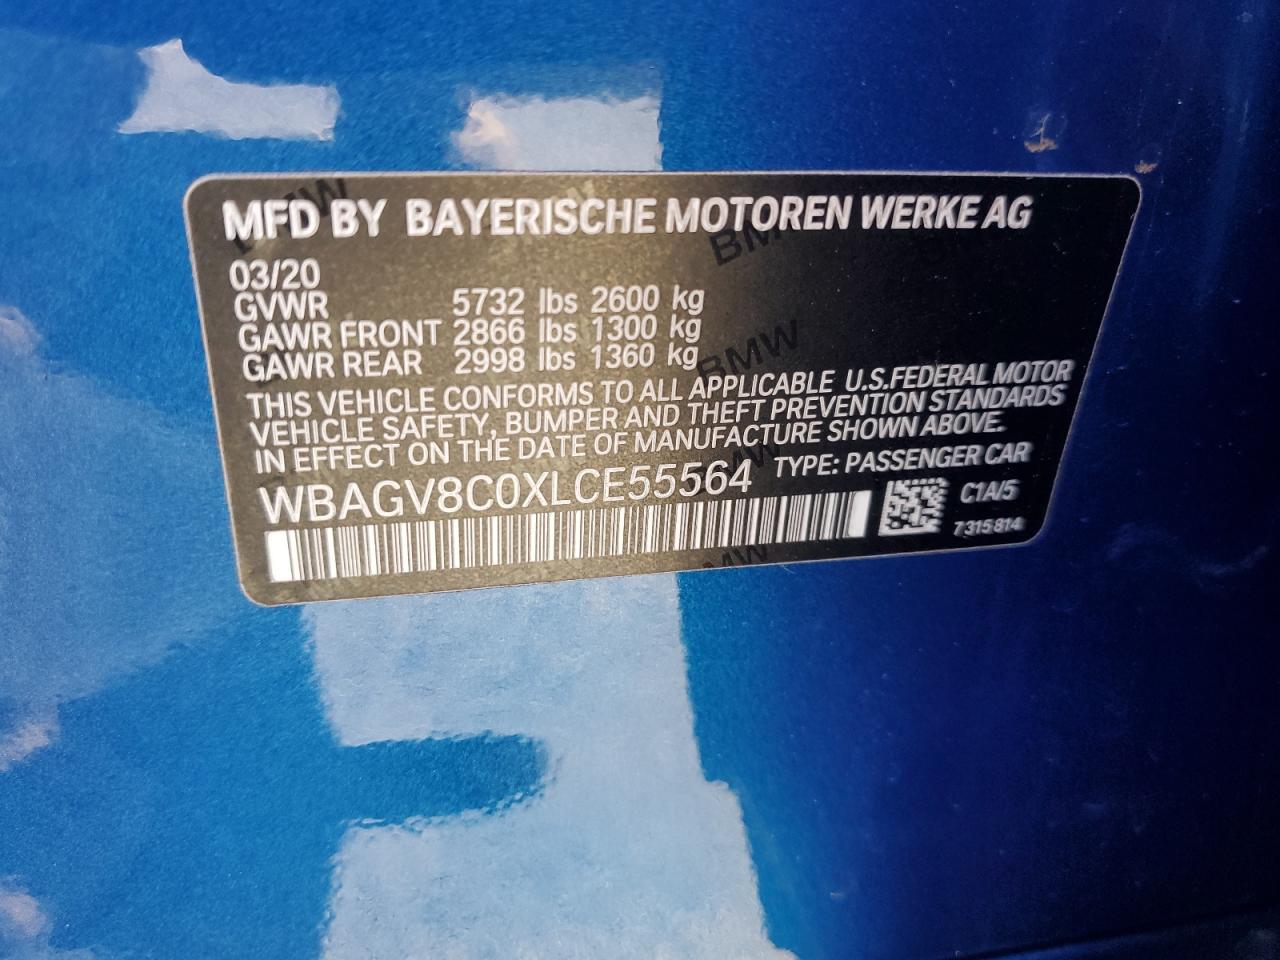 MFD BY BAYERISCHE MOTOREN WERKE AG
03/20
GVWR 5732 lbs 2600 kg
GAWR FRONT 2866 lbs 1300 kg
GAWR REAR 2998 lbs 1360 kg
THIS VEHICLE CONFORMS TO ALL APPLICABLE U.S.FEDERAL MOTOR
VEHICLE SAFETY, BUMPER AND THEFT PREVENTION STANDARDS
IN EFFECT ON THE DATE OF MANUFACTURE SHOWN ABOVE.
WBAGV8C0XLCE55564 TYPE: PASSENGER CAR
C1A/5
7315814